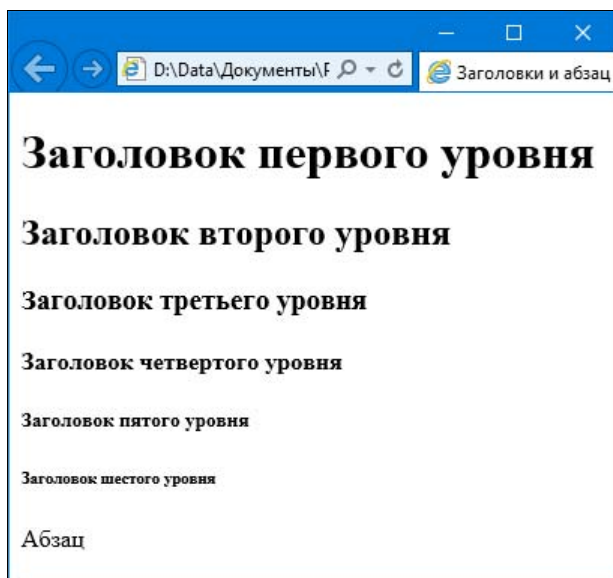 D:\Data\Документы\F
Заголовки и абзац
Заголовок первого уровня
Заголовок второго уровня
Заголовок третьего уровня
Заголовок четвертого уровня
Заголовок пятого уровня
Заголовок шестого уровня
Абзац